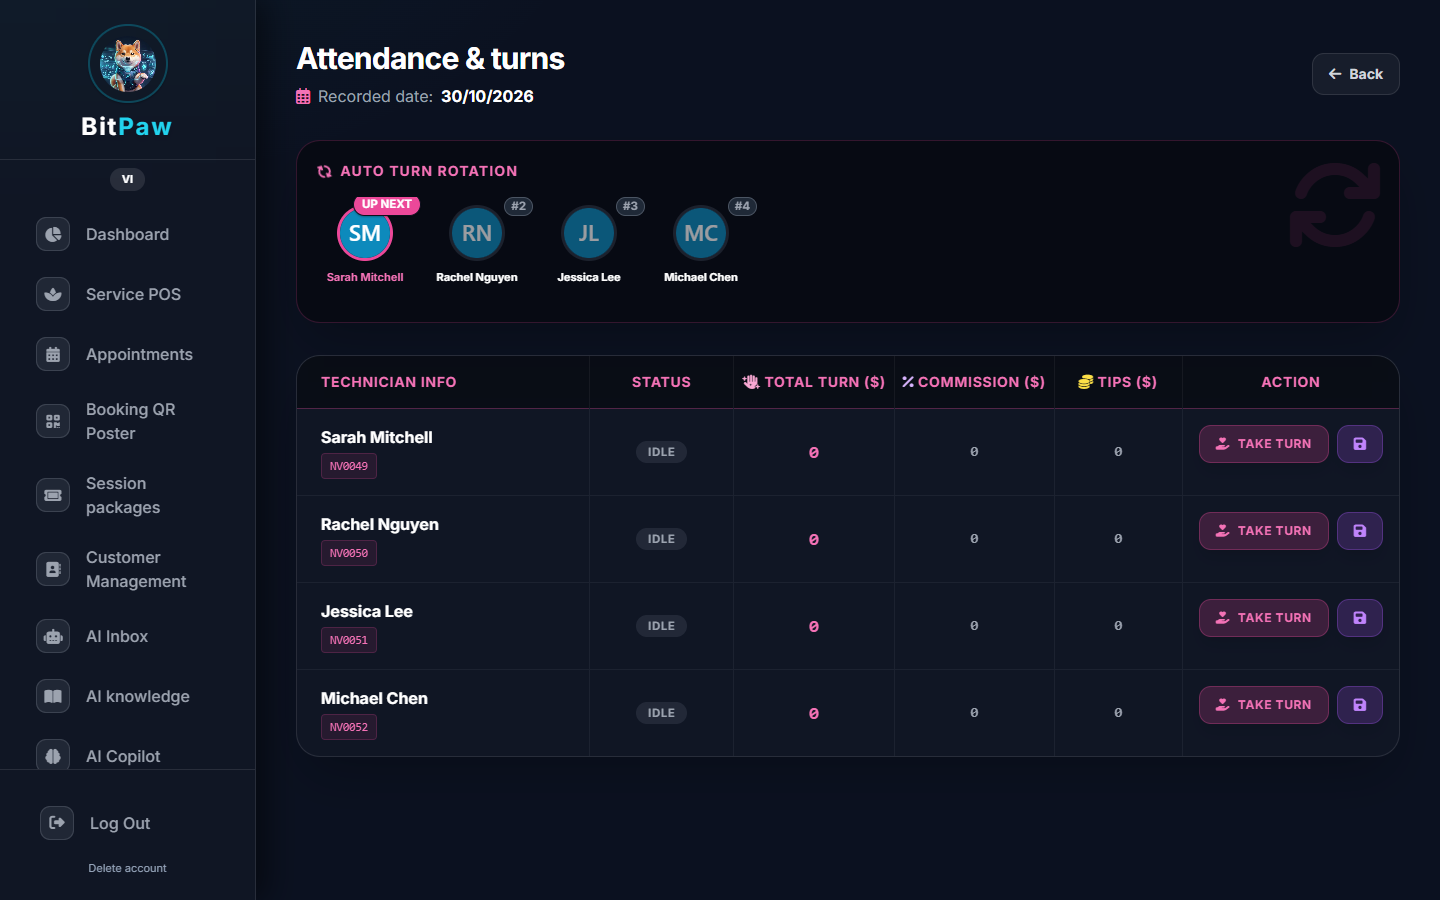 BitPaw
VI
Dashboard
Service POS
Appointments
Booking QR
Poster
Session
packages
Customer
Management
AI Inbox
AI knowledge
AI Copilot
Log Out
Delete account
Attendance & turns
Recorded date: 30/10/2026
Back
AUTO TURN ROTATION
UP NEXT
SM
Sarah Mitchell
#2
RN
Rachel Nguyen
#3
JL
Jessica Lee
#4
MC
Michael Chen
TECHNICIAN INFO STATUS TOTAL TURN ($) COMMISSION ($) TIPS ($) ACTION
Sarah Mitchell
NV0049
IDLE 0 0 0 TAKE TURN
Rachel Nguyen
NV0050
IDLE 0 0 0 TAKE TURN
Jessica Lee
NV0051
IDLE 0 0 0 TAKE TURN
Michael Chen
NV0052
IDLE 0 0 0 TAKE TURN